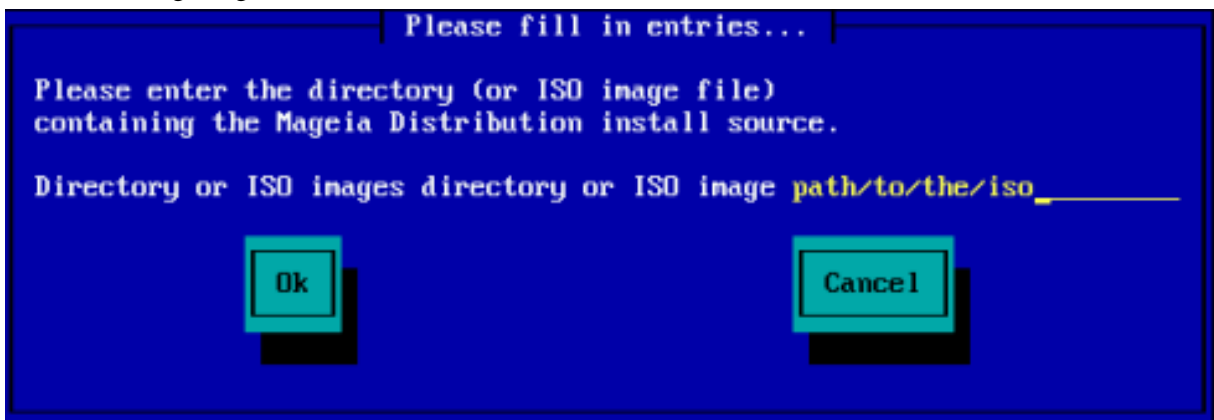 Please fill in entries...
Please enter the directory (or ISO image file)
containing the Mageia Distribution install source.
Directory or ISO images directory or ISO image path/to/the/iso_
Ok Cancel